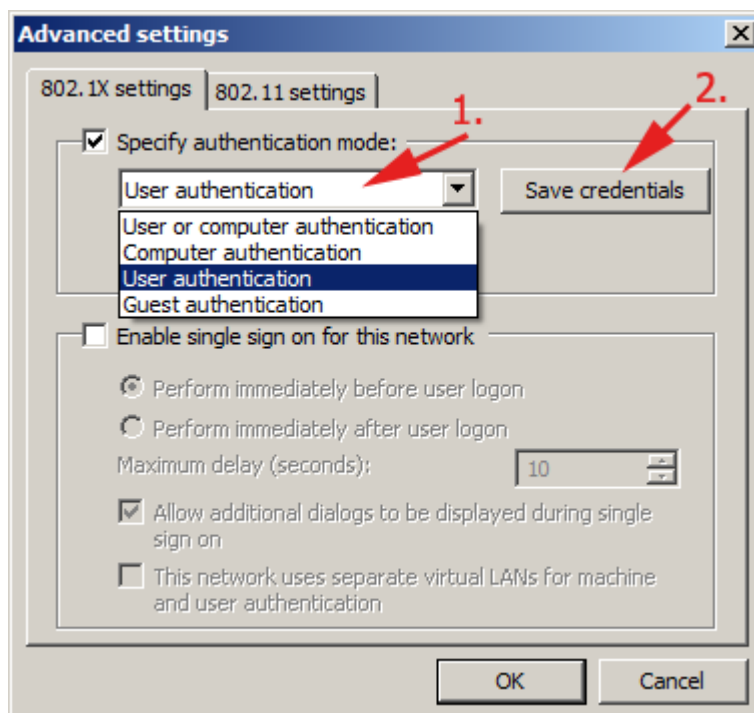 Advanced settings
802.1X settings
802.11 settings
1.
2.
Specify authentication mode:
User authentication
Save credentials
User or computer authentication
Computer authentication
User authentication
Guest authentication
Enable single sign on for this network
Perform immediately before user logon
Perform immediately after user logon
Maximum delay (seconds):
10
Allow additional dialogs to be displayed during single
sign on
This network uses separate virtual LANs for machine
and user authentication
OK
Cancel